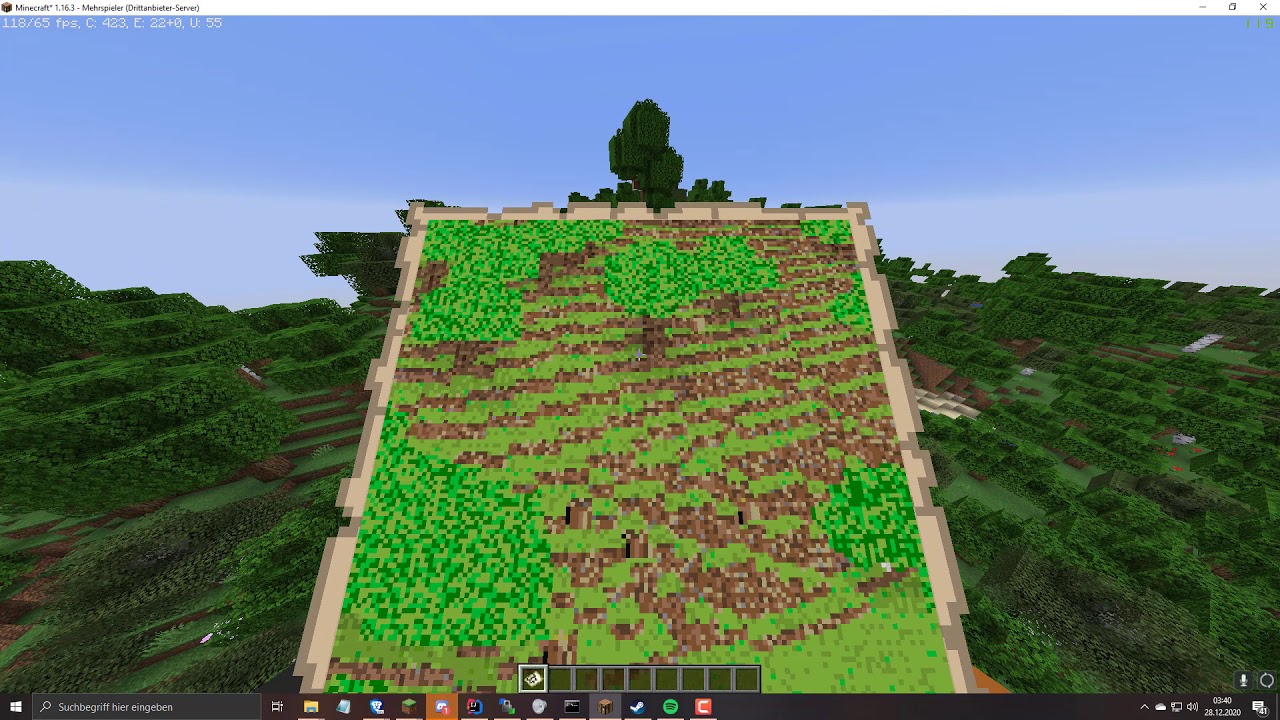 Minecraft* 1.16.3 - Mehrspieler (Drittanbieter-Server)
118/65 fps, C: 423, E: 22+0, U: 55
119
Suchbegriff hier eingeben
03:40
28.12.2020